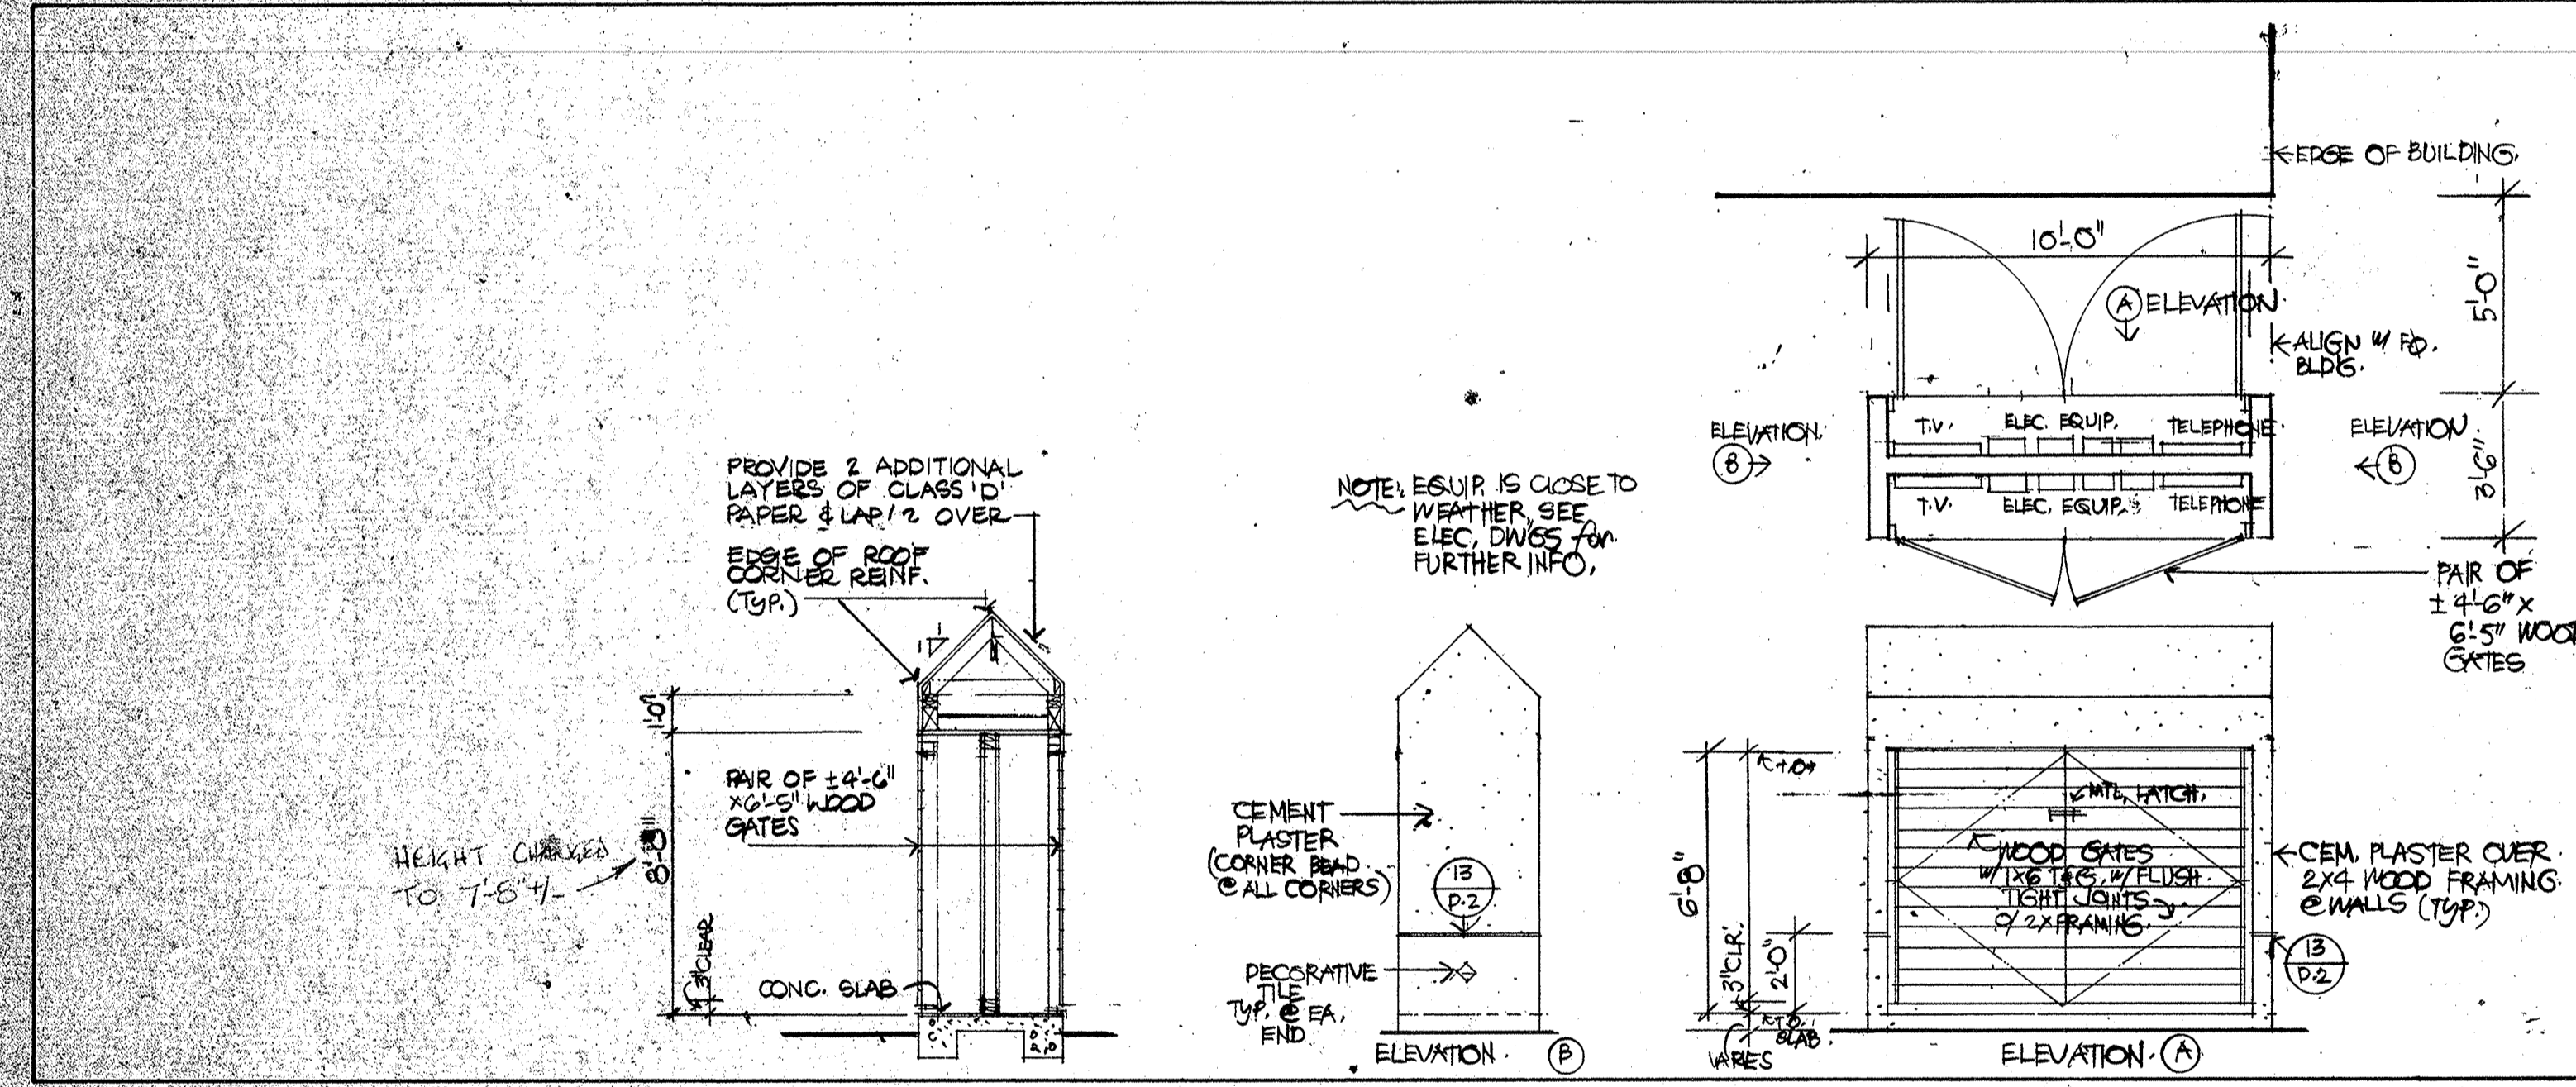 PROVIDE 2 ADDITIONAL
LAYERS OF CLASS 'D'
PAPER & LAP 1/2 OVER
EDGE OF ROOF
CORNER REINF.
(TYP.)
1
1
1'-0"
PAIR OF ±4'-6"
×6'-5" WOOD
GATES
HEIGHT CHANGED
TO 7'-8" +/-
3" CLEAR
CONC. SLAB
NOTE: EQUIP. IS CLOSE TO
WEATHER, SEE
ELEC. DWGS for
FURTHER INFO.
CEMENT
PLASTER
(CORNER BEAD
@ ALL CORNERS)
13
D.2
DECORATIVE
TILE
TYP. @ EA.
END
ELEVATION. B
EDGE OF BUILDING.
10'-0"
5'-0"
A ELEVATION
ALIGN W/ F.O.
BLDG.
ELEVATION.
B
T.V. ELEC. EQUIP. TELEPHONE
T.V. ELEC. EQUIP. TELEPHONE
ELEVATION
B
3'-6"
PAIR OF
± 4'-6" X
6'-5" WOOD
GATES
MTL. LATCH.
WOOD GATES
W/ 1X6 T&G. W/ FLUSH
TIGHT JOINTS
O/ 2X FRAMING.
6'-8"
3" CLR.
2'-0"
T.O.
SLAB.
VARIES
CEM. PLASTER OVER
2X4 WOOD FRAMING
@ WALLS (TYP.)
13
D.2
ELEVATION. A